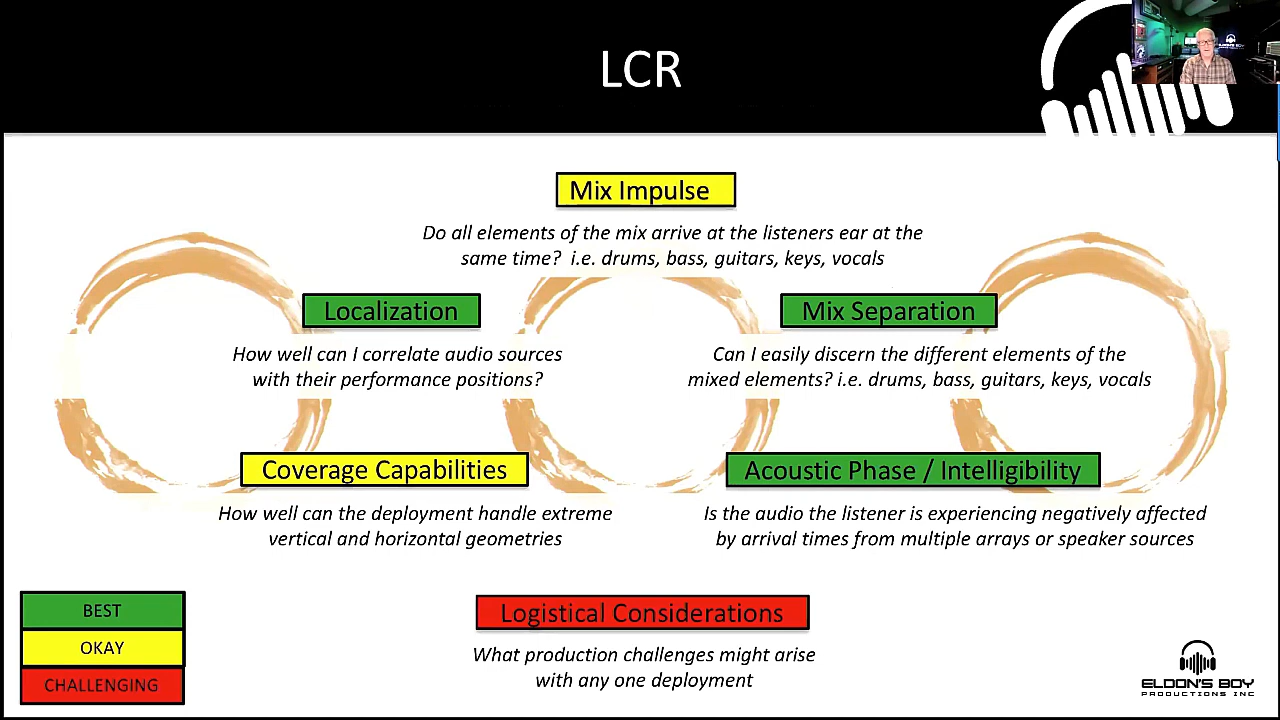 LCR
Mix Impulse
Do all elements of the mix arrive at the listeners ear at the
same time? i.e. drums, bass, guitars, keys, vocals
Localization
How well can I correlate audio sources
with their performance positions?
Mix Separation
Can I easily discern the different elements of the
mixed elements? i.e. drums, bass, guitars, keys, vocals
Coverage Capabilities
How well can the deployment handle extreme
vertical and horizontal geometries
Acoustic Phase / Intelligibility
Is the audio the listener is experiencing negatively affected
by arrival times from multiple arrays or speaker sources
Logistical Considerations
What production challenges might arise
with any one deployment
BEST
OKAY
CHALLENGING
ELDON'S BOY
PRODUCTIONS INC